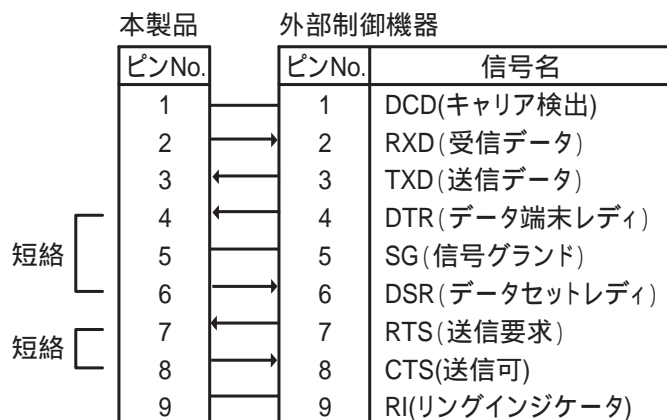 本製品 外部制御機器
ピンNo. ピンNo. 信号名
1 1 DCD(キャリア検出)
2 2 RXD(受信データ)
3 3 TXD(送信データ)
4 4 DTR(データ端末レディ)
短絡 5 5 SG(信号グランド)
6 6 DSR(データセットレディ)
7 7 RTS(送信要求)
短絡
8 8 CTS(送信可)
9 9 RI(リングインジケータ)